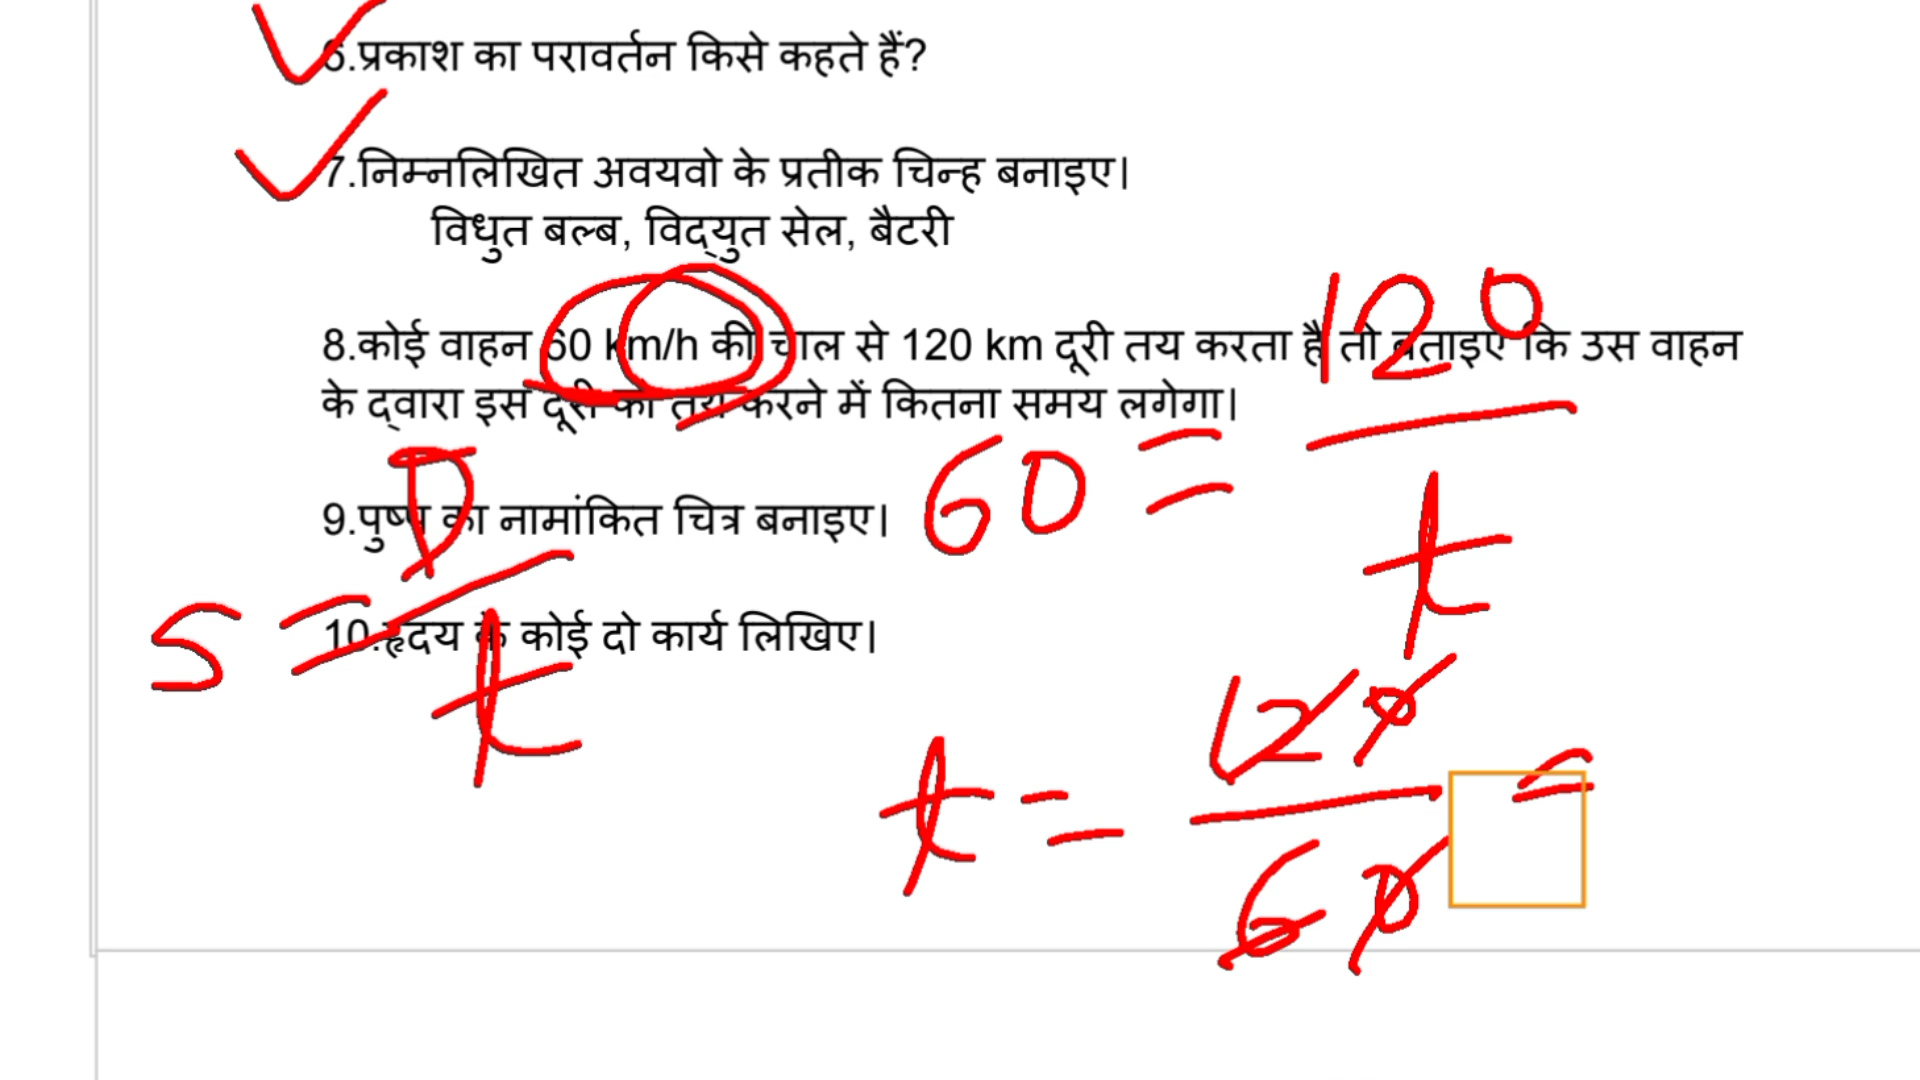 6.प्रकाश का परावर्तन किसे कहते हैं?
7.निम्नलिखित अवयवो के प्रतीक चिन्ह बनाइए।
विधुत बल्ब, विद्युत सेल, बैटरी
8.कोई वाहन 60 km/h की चाल से 120 km दूरी तय करता है तो बताइए कि उस वाहन
के द्वारा इस दूरी को तय करने में कितना समय लगेगा।
9.पुष्प का नामांकित चित्र बनाइए।
10.हृदय के कोई दो कार्य लिखिए।
S = D / t
60 = 120 / t
t = 120 / 60 =